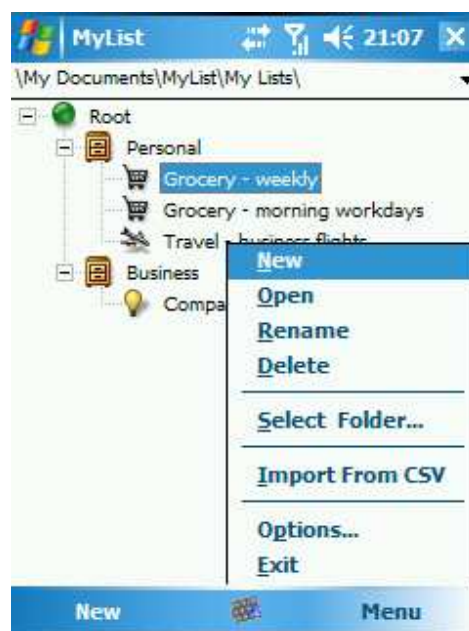 MyList 21:07
\My Documents\MyList\My Lists\
Root
Personal
Grocery - weekly
Grocery - morning workdays
Travel - business flights
New
Business
Open
Compa
Rename
Delete
Select Folder...
Import From CSV
Options...
Exit
New Menu